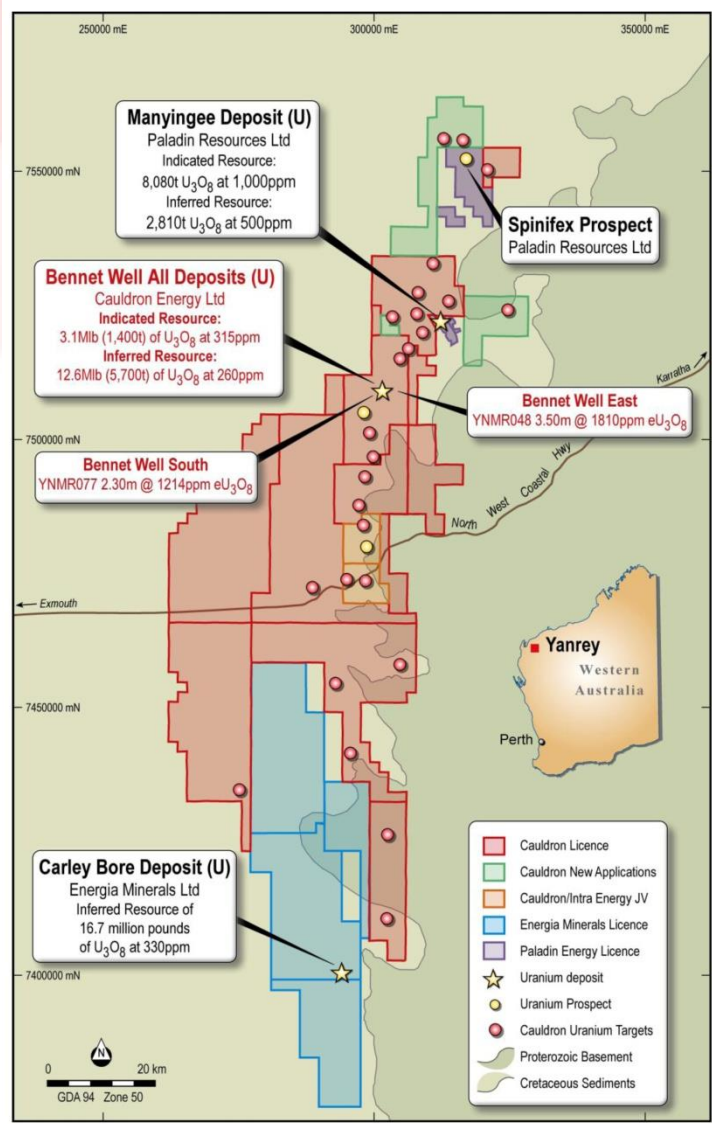 250000 mE
300000 mE
350000 mE
7550000 mN
7500000 mN
7450000 mN
7400000 mN
Manyingee Deposit (U)
Paladin Resources Ltd
Indicated Resource:
8,080t U₃O₈ at 1,000ppm
Inferred Resource:
2,810t U₃O₈ at 500ppm
Spinifex Prospect
Paladin Resources Ltd
Bennet Well All Deposits (U)
Cauldron Energy Ltd
Indicated Resource:
3.1Mlb (1,400t) of U₃O₈ at 315ppm
Inferred Resource:
12.6Mlb (5,700t) of U₃O₈ at 260ppm
Karratha
Bennet Well East
YNMR048 3.50m @ 1810ppm eU₃O₈
Bennet Well South
YNMR077 2.30m @ 1214ppm eU₃O₈
North West Coastal Hwy
Exmouth
Yanrey
Western
Australia
Perth
Carley Bore Deposit (U)
Energia Minerals Ltd
Inferred Resource of
16.7 million pounds
of U₃O₈ at 330ppm
Cauldron Licence
Cauldron New Applications
Cauldron/Intra Energy JV
Energia Minerals Licence
Paladin Energy Licence
Uranium deposit
Uranium Prospect
Cauldron Uranium Targets
Proterozoic Basement
Cretaceous Sediments
N
0 20 km
GDA 94 Zone 50